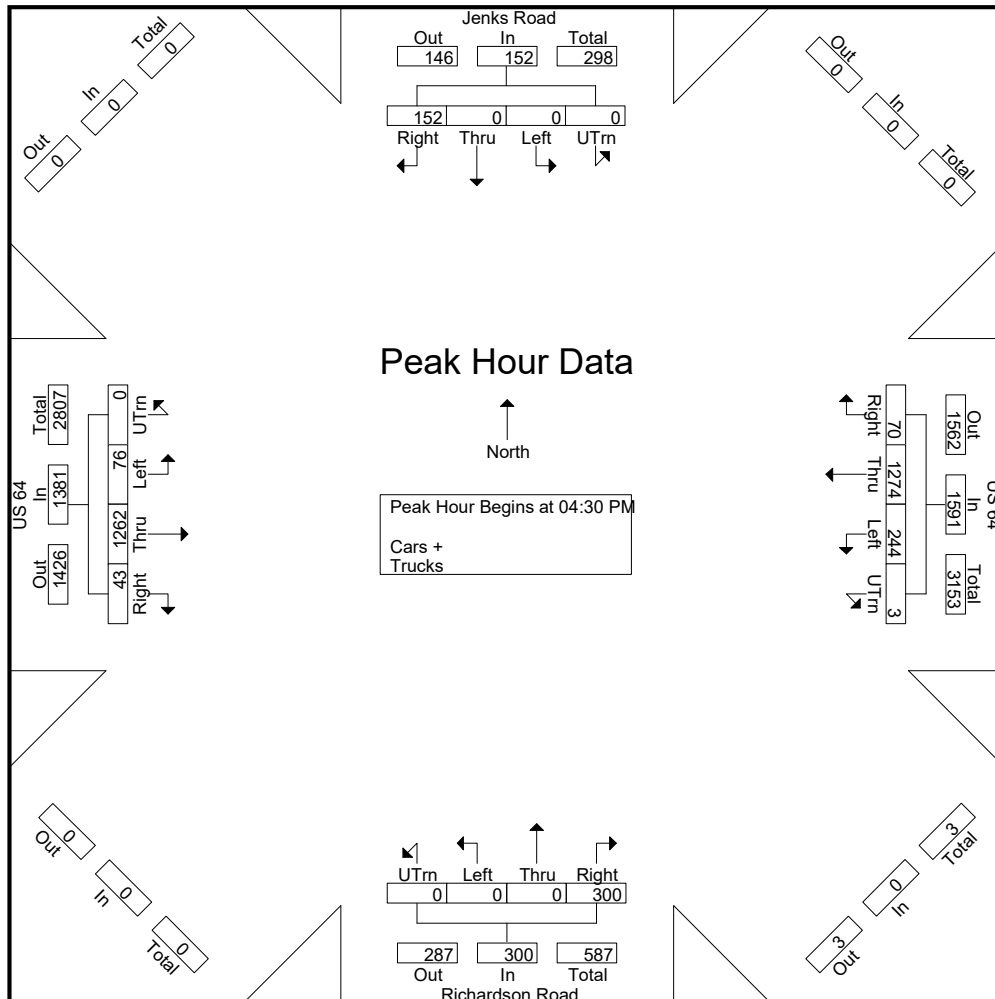 Jenks Road
Out In Total
146 152 298
152 0 0 0
Right Thru Left UTrn
Total
0
In
0
Out
0
Out
0
In
0
Total
0
Peak Hour Data
North
Peak Hour Begins at 04:30 PM
Cars +
Trucks
US 64
Out In Total
1426 1381 2807
43 1262 76 0
Right Thru Left UTrn
US 64
Out In Total
1562 1591 3153
70 1274 244 3
Right Thru Left UTrn
Out
0
In
0
Total
0
Total
3
In
0
Out
3
UTrn Left Thru Right
0 0 0 300
287 300 587
Out In Total
Richardson Road